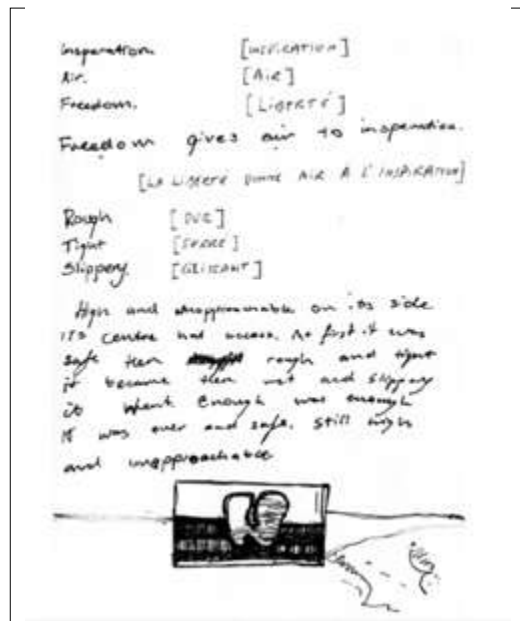 Insperation. [INSPIRATION]
Air. [AIR]
Freedom. [LIBERTÉ]
Freedom gives air to insperation.
[LA LIBERTÉ DONNE AIR A L'INSPIRATION]
Rough [DUR]
Tight [SERRÉ]
Slippery. [GLISSANT]
High and unapproachable on its side
its centre had access. At first it was
safe then rough and tight
it became then wet and slippery
it went enough was enough
It was over and safe. still high
and unapproachable